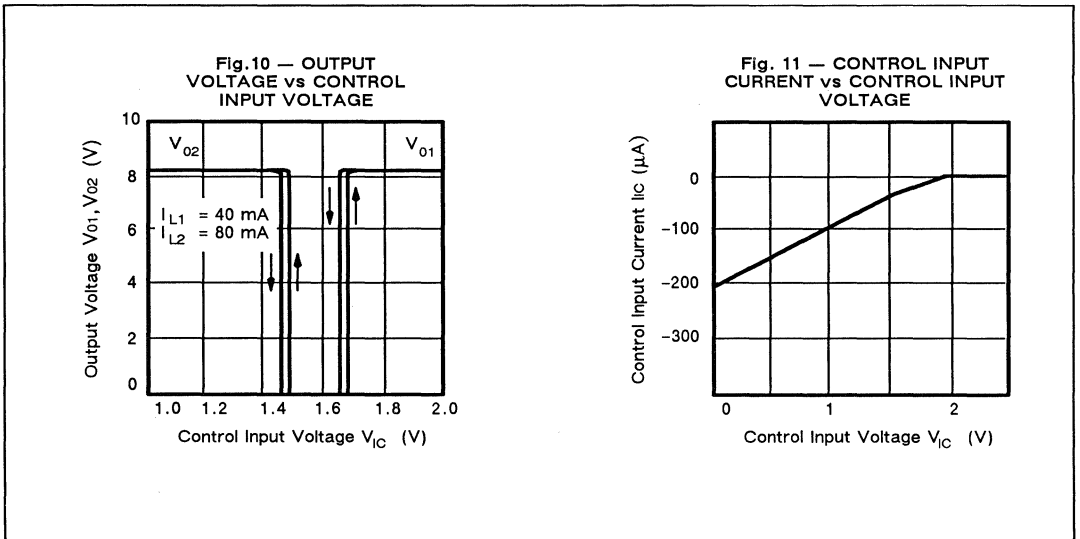 Fig.10 — OUTPUT
VOLTAGE vs CONTROL
INPUT VOLTAGE
Output Voltage V01, V02 (V)
10
8
6
4
2
0
V02
V01
IL1 = 40 mA
IL2 = 80 mA
1.0 1.2 1.4 1.6 1.8 2.0
Control Input Voltage VIC (V)
Fig. 11 — CONTROL INPUT
CURRENT vs CONTROL INPUT
VOLTAGE
Control Input Current IIC (μA)
0
−100
−200
−300
0 1 2
Control Input Voltage VIC (V)